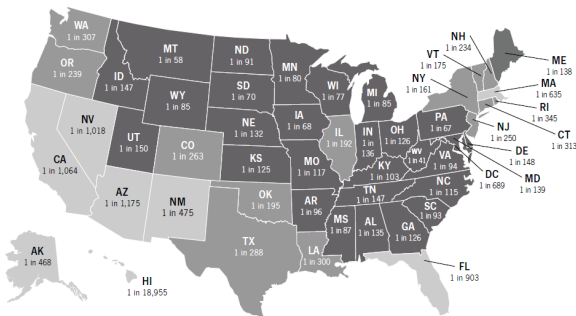 WA
1 in 307
OR
1 in 239
CA
1 in 1,064
NV
1 in 1,018
ID
1 in 147
MT
1 in 58
WY
1 in 85
UT
1 in 150
AZ
1 in 1,175
CO
1 in 263
NM
1 in 475
ND
1 in 91
SD
1 in 70
NE
1 in 132
KS
1 in 125
OK
1 in 195
TX
1 in 288
MN
1 in 80
IA
1 in 68
MO
1 in 117
AR
1 in 96
LA
1 in 300
WI
1 in 77
IL
1 in 192
MI
1 in 85
IN
1 in
136
OH
1 in 126
KY
1 in 103
TN
1 in 147
MS
1 in 87
AL
1 in 135
GA
1 in 126
FL
1 in 903
SC
1 in 93
NC
1 in 115
VA
1 in 94
WV
1 in 41
PA
1 in 67
NY
1 in 161
VT
1 in 175
NH
1 in 234
ME
1 in 138
MA
1 in 635
RI
1 in 345
CT
1 in 313
NJ
1 in 250
DE
1 in 148
MD
1 in 139
DC
1 in 689
AK
1 in 468
HI
1 in 18,955